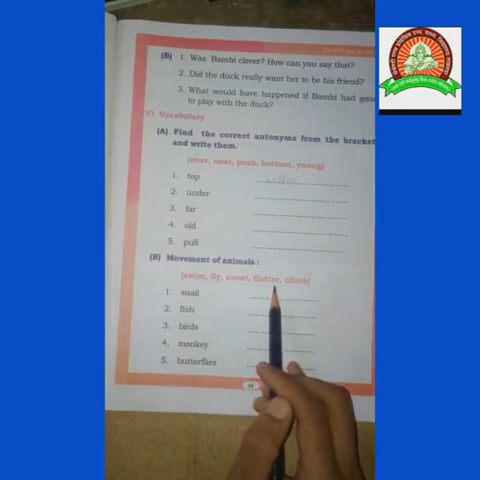 (B) 1. Was Bambi clever? How can you say that?
2. Did the duck really want her to be his friend?
3. What would have happened if Bambi had gone
to play with the duck?
VI. Vocabulary
(A) Find the correct antonyms from the bracket
and write them.
(over, near, push, bottom, young)
1. top bottom
2. under
3. far
4. old
5. pull
(B) Movement of animals :
(swim, fly, crawl, flutter, climb)
1. snail
2. fish
3. birds
4. monkey
5. butterflies